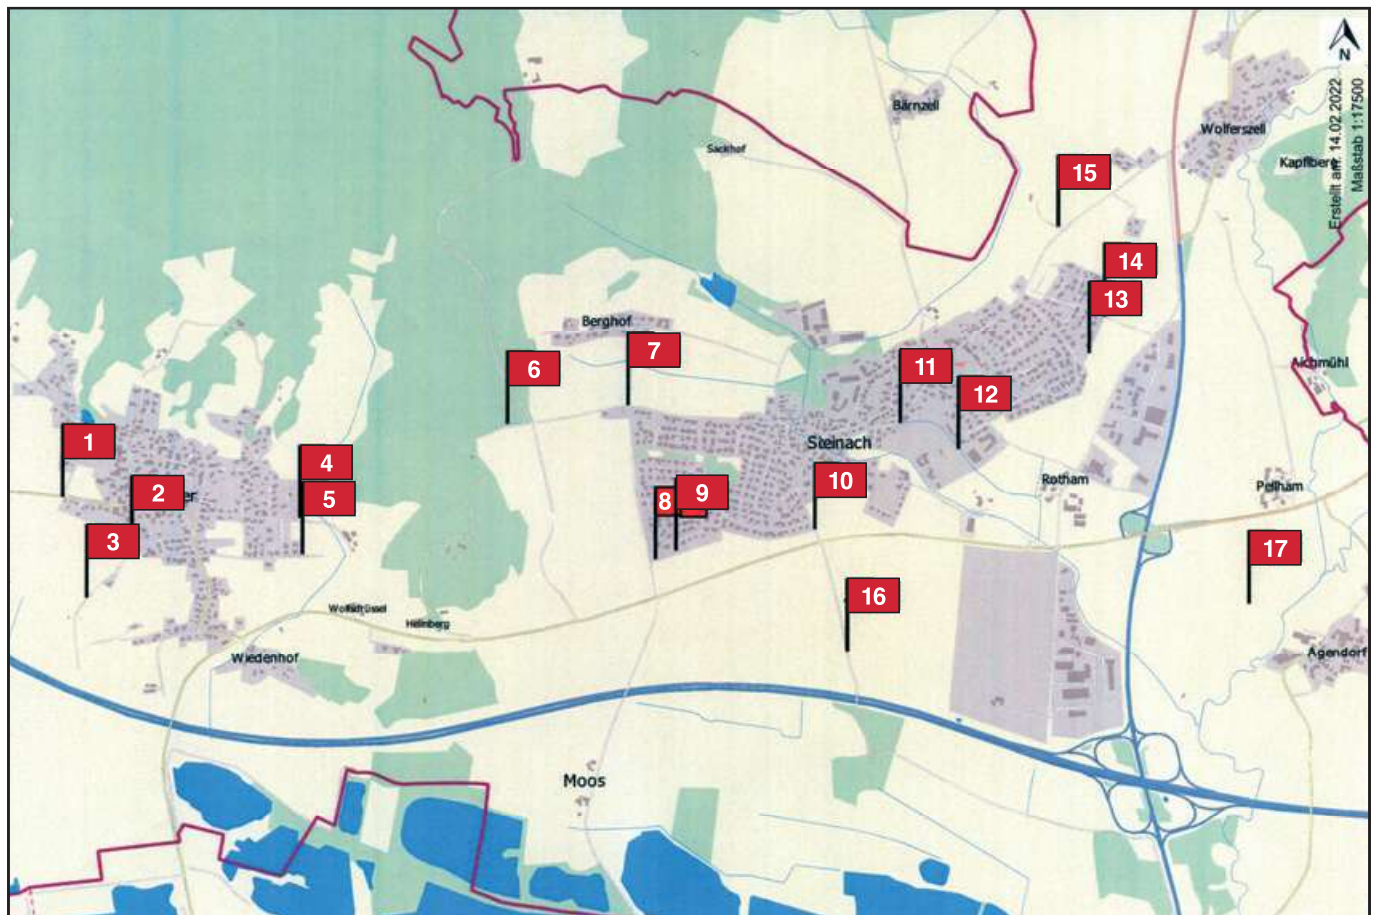 N
Erstellt am: 14.02.2022
Maßstab 1:17500
Bärnzell
Wolferszell
Sackhof
Kapflberg
15
14
13
Berghof
7
6
11
12
Aichmühl
1
Steinach
4
2
er
5
8
9
10
Rotham
Pellham
3
17
16
Wolfsdrüssel
Helmberg
Wiedenhof
Agendorf
Moos